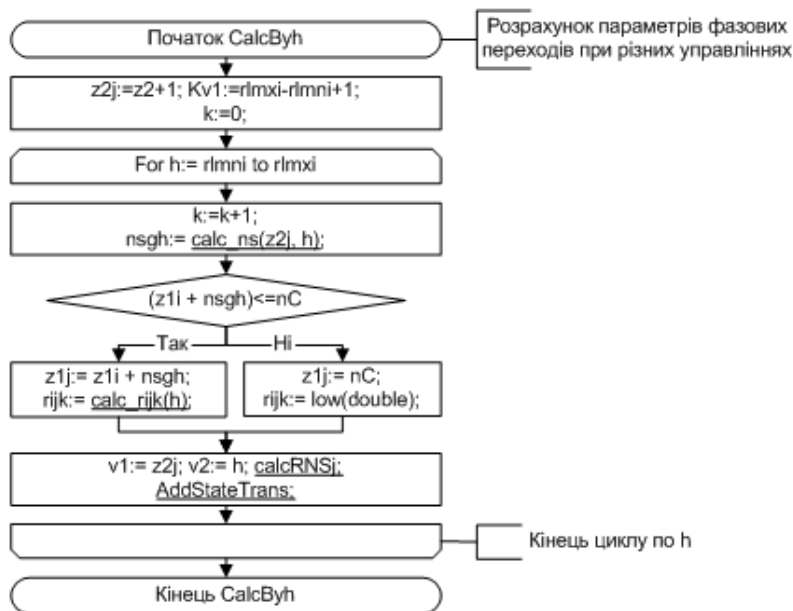 Початок CalcByh
Розрахунок параметрів фазових
переходів при різних управліннях
z2j:=z2+1; Kv1:=rlmxi-rlmni+1;
k:=0;
For h:= rlmni to rlmxi
k:=k+1;
nsgh:= calc_ns(z2j, h);
(z1i + nsgh)<=nC
Так
Ні
z1j:= z1i + nsgh;
rijk:= calc_rijk(h);
z1j:= nC;
rijk:= low(double);
v1:= z2j; v2:= h; calcRNSj;
AddStateTrans;
Кінець циклу по h
Кінець CalcByh